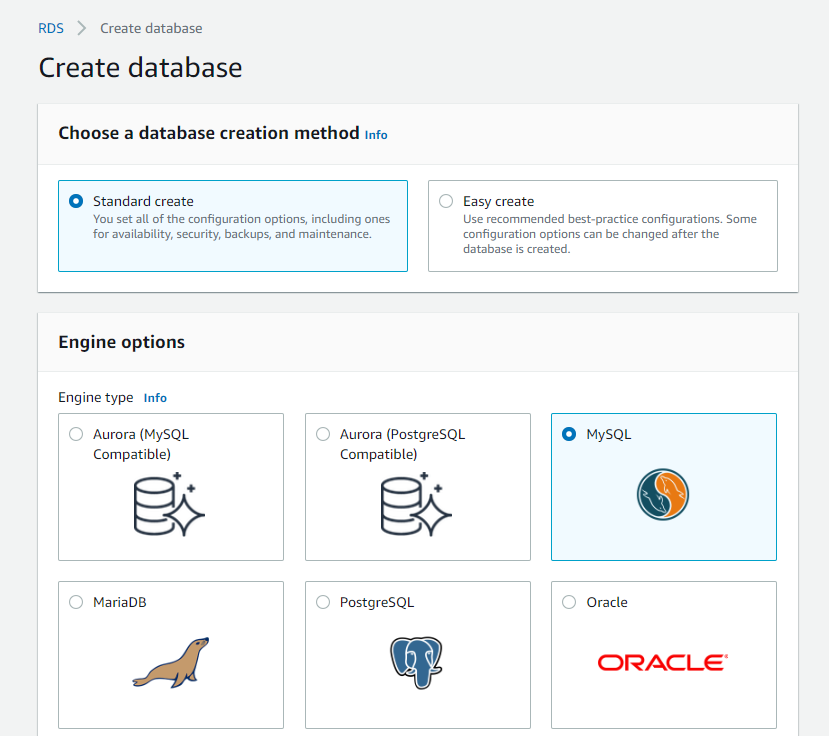 RDS > Create database
Create database
Choose a database creation method Info
Standard create
You set all of the configuration options, including ones
for availability, security, backups, and maintenance.
Easy create
Use recommended best-practice configurations. Some
configuration options can be changed after the
database is created.
Engine options
Engine type Info
Aurora (MySQL
Compatible)
Aurora (PostgreSQL
Compatible)
MySQL
MariaDB
PostgreSQL
Oracle
ORACLE®